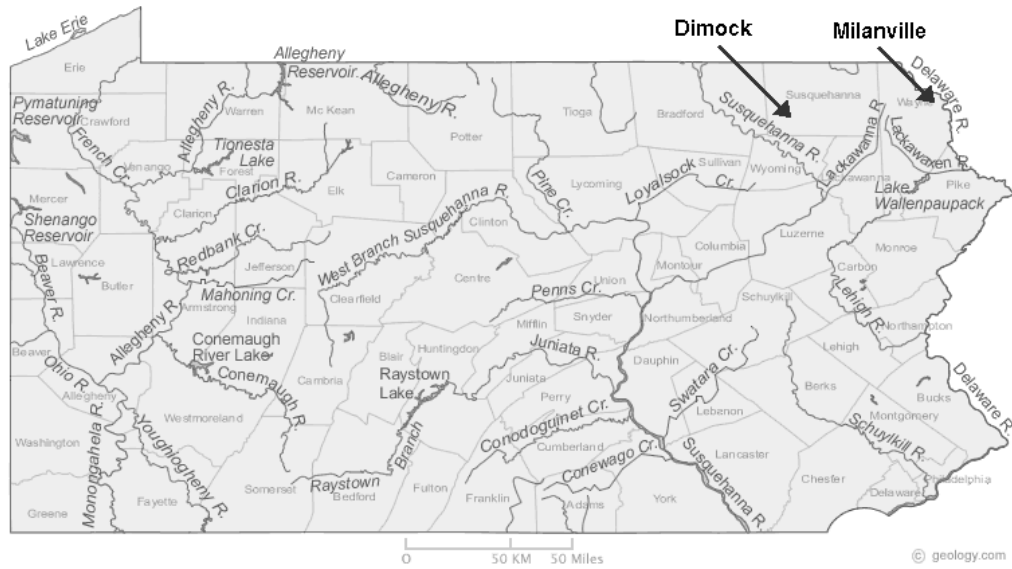 Dimock
Milanville
Lake Erie
Erie
Allegheny
Reservoir
Allegheny R.
Delaware R.
Pymatuning
Reservoir
Crawford
Warren
Mc Kean
Potter
Tioga
Bradford
Susquehanna
Wayne
Allegheny R.
Susquehanna R.
Lackawanna R.
Lackawaxen R.
French Cr.
Venango
Forest
Tionesta
Lake
Elk
Cameron
Clarion R.
Pine Cr.
Lycoming
Loyalsock
Cr.
Sullivan
Wyoming
Lackawanna
Lake
Wallenpaupack
Pike
Mercer
Shenango
Reservoir
Clarion
Redbank Cr.
Jefferson
West Branch Susquehanna R.
Clinton
Columbia
Luzerne
Monroe
Lawrence
Butler
Beaver R.
Mahoning Cr.
Armstrong
Indiana
Clearfield
Centre
Union
Montour
Carbon
Lehigh R.
Penns Cr.
Snyder
Northumberland
Schuylkill
Northampton
Allegheny R.
Conemaugh
River Lake
Conemaugh R.
Cambria
Blair
Huntingdon
Mifflin
Juniata R.
Juniata
Raystown
Lake
Dauphin
Lehigh
Beaver
Ohio R.
Allegheny
Westmoreland
Perry
Swatara Cr.
Lebanon
Berks
Bucks
Delaware R.
Montgomery
Schuylkill R.
Washington
Monongahela R.
Youghiogheny R.
Conodoguinet Cr.
Cumberland
Conewago Cr.
Susquehanna R.
Lancaster
Chester
Delaware
Philadelphia
Greene
Fayette
Somerset
Raystown
Branch
Bedford
Fulton
Franklin
Adams
York
0 50 KM 50 Miles
© geology.com